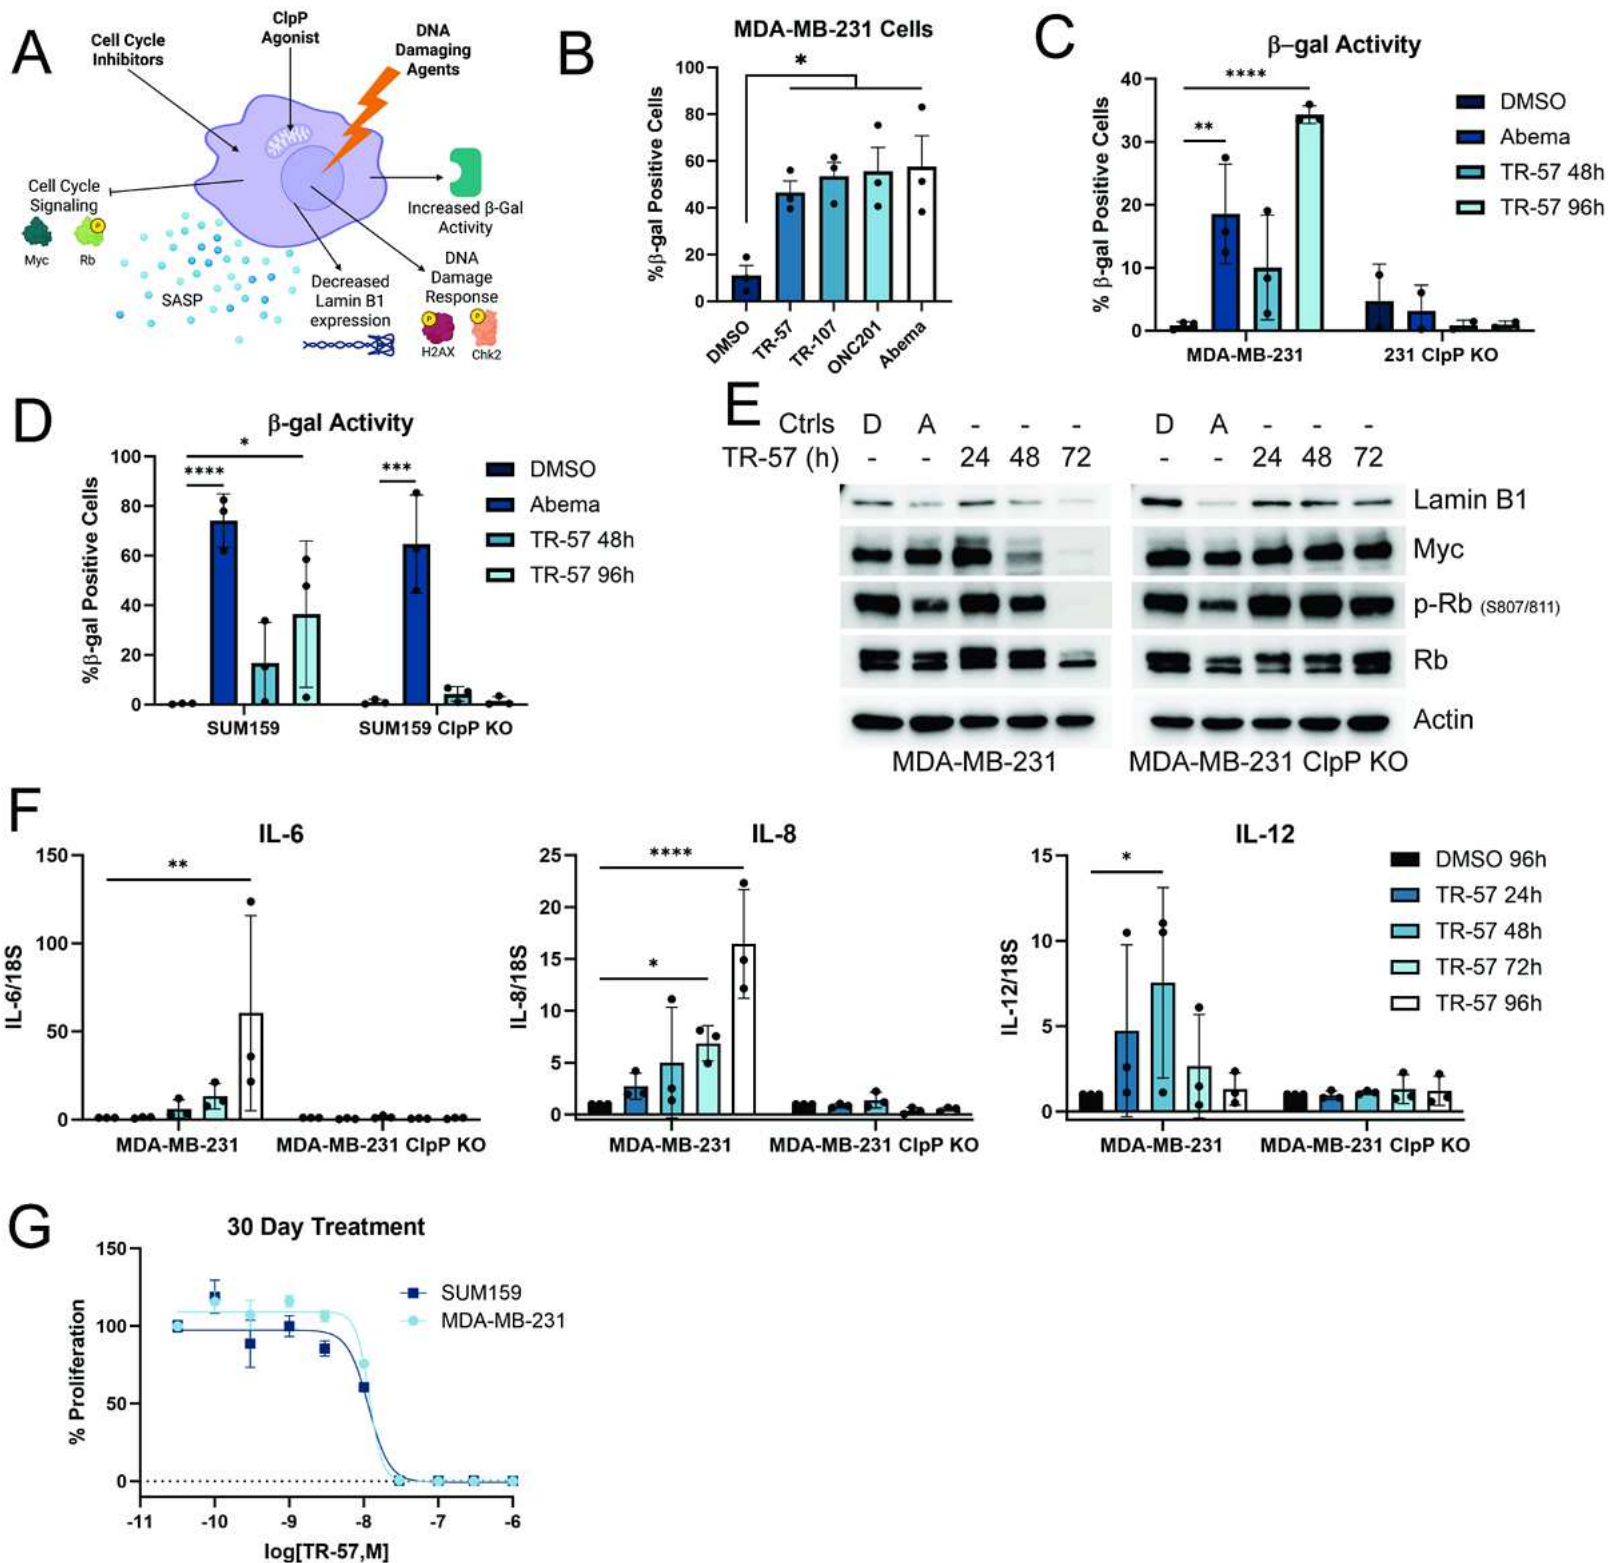 A
Cell Cycle
Inhibitors
ClpP
Agonist
DNA
Damaging
Agents
Cell Cycle
Signaling
P
Myc
Rb
SASP
Increased β-Gal
Activity
Decreased
Lamin B1
expression
DNA
Damage
Response
P
P
H2AX
Chk2
B
MDA-MB-231 Cells
%β-gal Positive Cells
100
80
60
40
20
0
*
DMSO
TR-57
TR-107
ONC201
Abema
C
β–gal Activity
% β-gal Positive Cells
40
30
20
10
0
**
****
MDA-MB-231
231 ClpP KO
DMSO
Abema
TR-57 48h
TR-57 96h
D
β-gal Activity
%β-gal Positive Cells
100
80
60
40
20
0
****
*
***
SUM159
SUM159 ClpP KO
DMSO
Abema
TR-57 48h
TR-57 96h
E
Ctrls D A - - - D A - - -
TR-57 (h) - - 24 48 72 - - 24 48 72
Lamin B1
Myc
p-Rb (S807/811)
Rb
Actin
MDA-MB-231
MDA-MB-231 ClpP KO
F
IL-6
IL-6/18S
150
100
50
0
**
MDA-MB-231
MDA-MB-231 ClpP KO
IL-8
IL-8/18S
25
20
15
10
5
0
****
*
MDA-MB-231
MDA-MB-231 ClpP KO
IL-12
IL-12/18S
15
10
5
0
*
MDA-MB-231
MDA-MB-231 ClpP KO
DMSO 96h
TR-57 24h
TR-57 48h
TR-57 72h
TR-57 96h
G
30 Day Treatment
% Proliferation
150
100
50
0
-11 -10 -9 -8 -7 -6
log[TR-57,M]
SUM159
MDA-MB-231